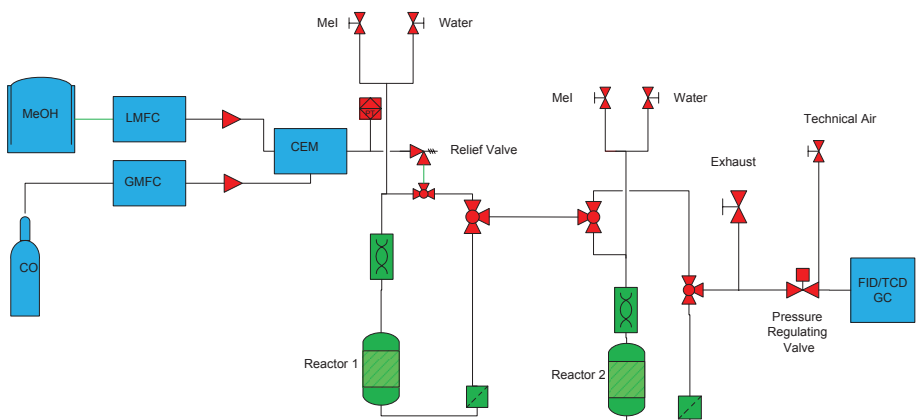 MeI
Water
MeOH
LMFC
CEM
GMFC
CO
Relief Valve
MeI
Water
Technical Air
Exhaust
FID/TCD
GC
Pressure
Regulating
Valve
Reactor 1
Reactor 2